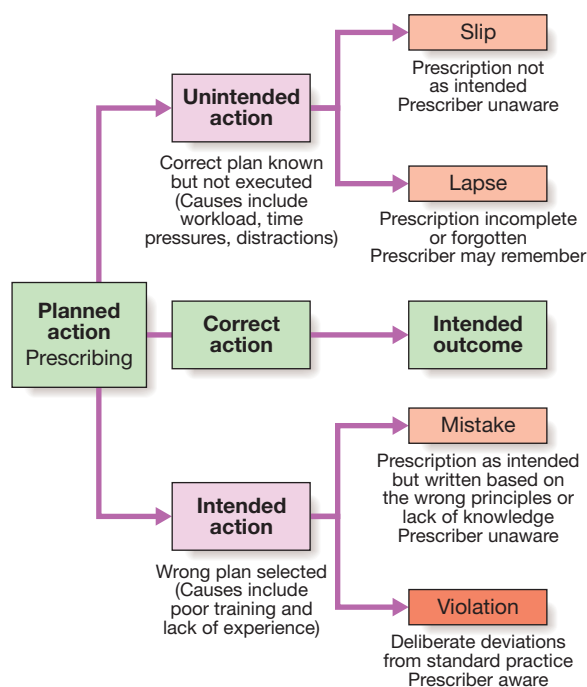 Slip
Prescription not
as intended
Prescriber unaware
Unintended
action
Correct plan known
but not executed
(Causes include
workload, time
pressures, distractions)
Lapse
Prescription incomplete
or forgotten
Prescriber may remember
Planned
action
Prescribing
Correct
action
Intended
outcome
Mistake
Prescription as intended
but written based on
the wrong principles or
lack of knowledge
Prescriber unaware
Intended
action
Wrong plan selected
(Causes include
poor training and
lack of experience)
Violation
Deliberate deviations
from standard practice
Prescriber aware